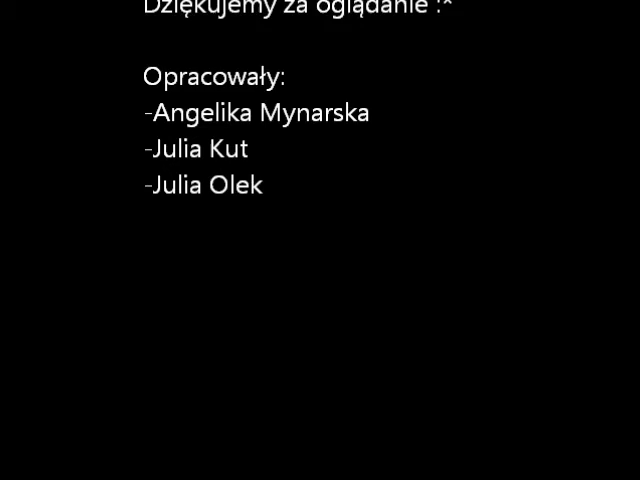 Dziękujemy za oglądanie :*
Opracowały:
-Angelika Mynarska
-Julia Kut
-Julia Olek